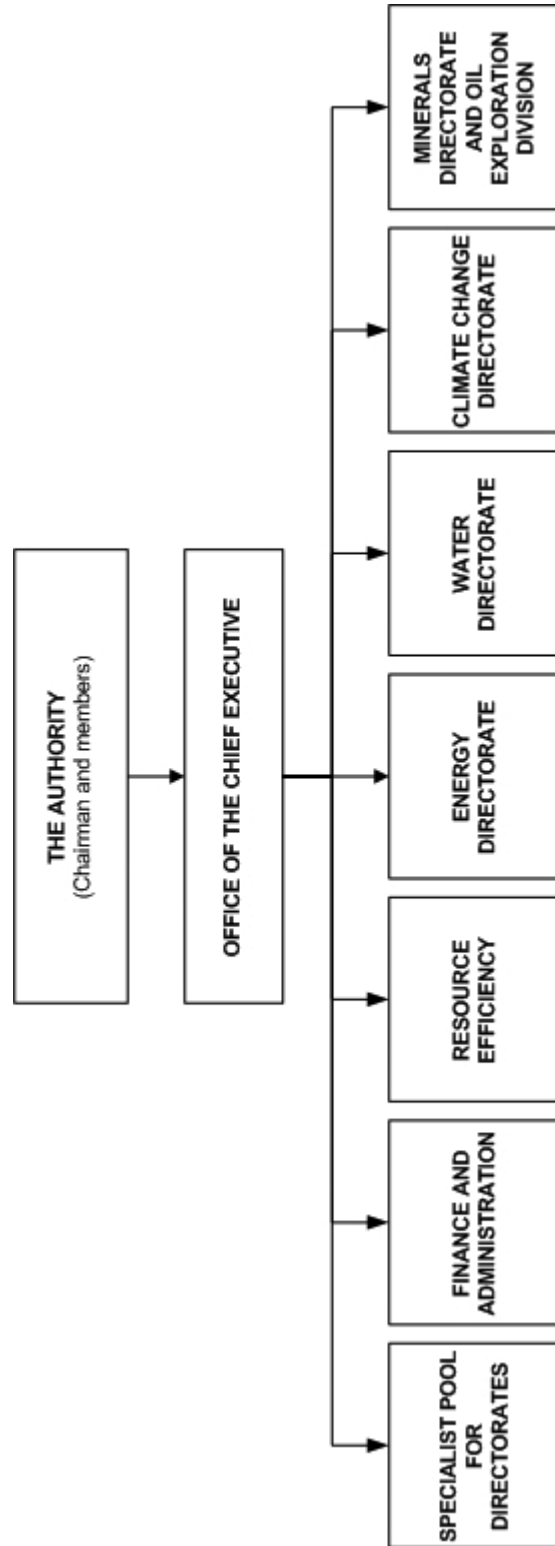 THE AUTHORITY
(Chairman and members)
OFFICE OF THE CHIEF EXECUTIVE
SPECIALIST POOL
FOR
DIRECTORATES
FINANCE AND
ADMINISTRATION
RESOURCE
EFFICIENCY
ENERGY
DIRECTORATE
WATER
DIRECTORATE
CLIMATE CHANGE
DIRECTORATE
MINERALS
DIRECTORATE
AND OIL
EXPLORATION
DIVISION